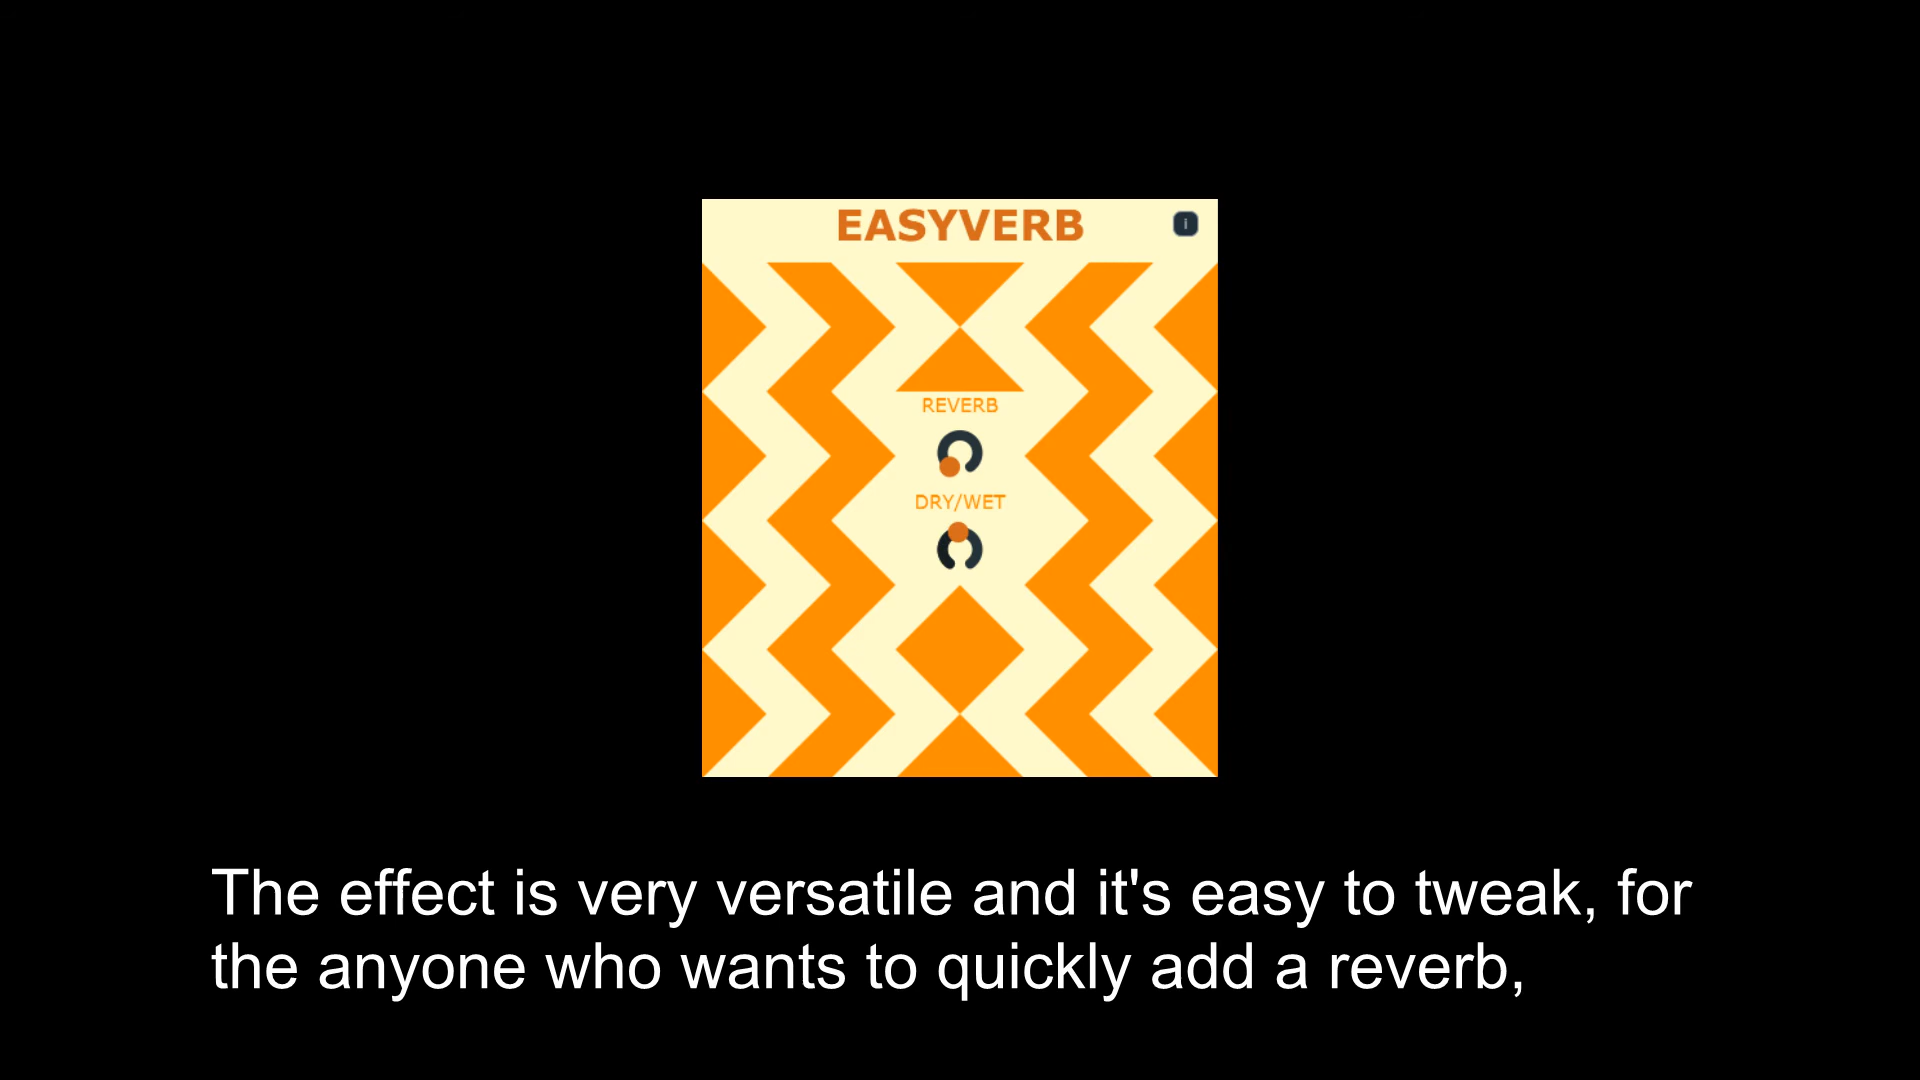 EASYVERB
i
REVERB
DRY/WET
The effect is very versatile and it's easy to tweak, for
the anyone who wants to quickly add a reverb,